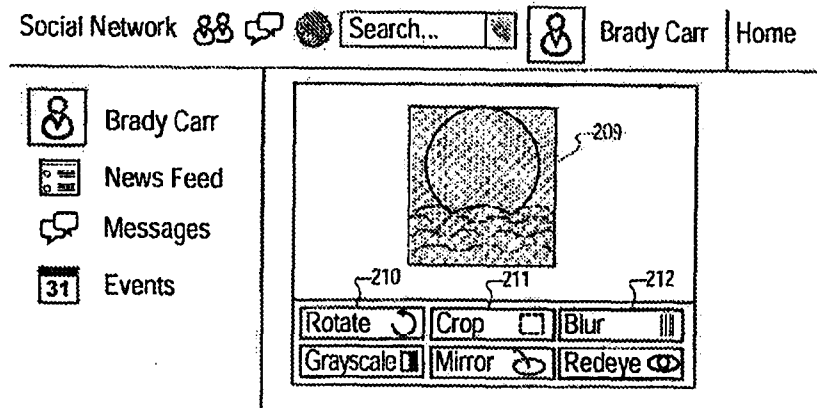 Social Network Search... Brady Carr Home
Brady Carr
News Feed
Messages
31 Events
209
210 211 212
Rotate Crop Blur
Grayscale Mirror Redeye